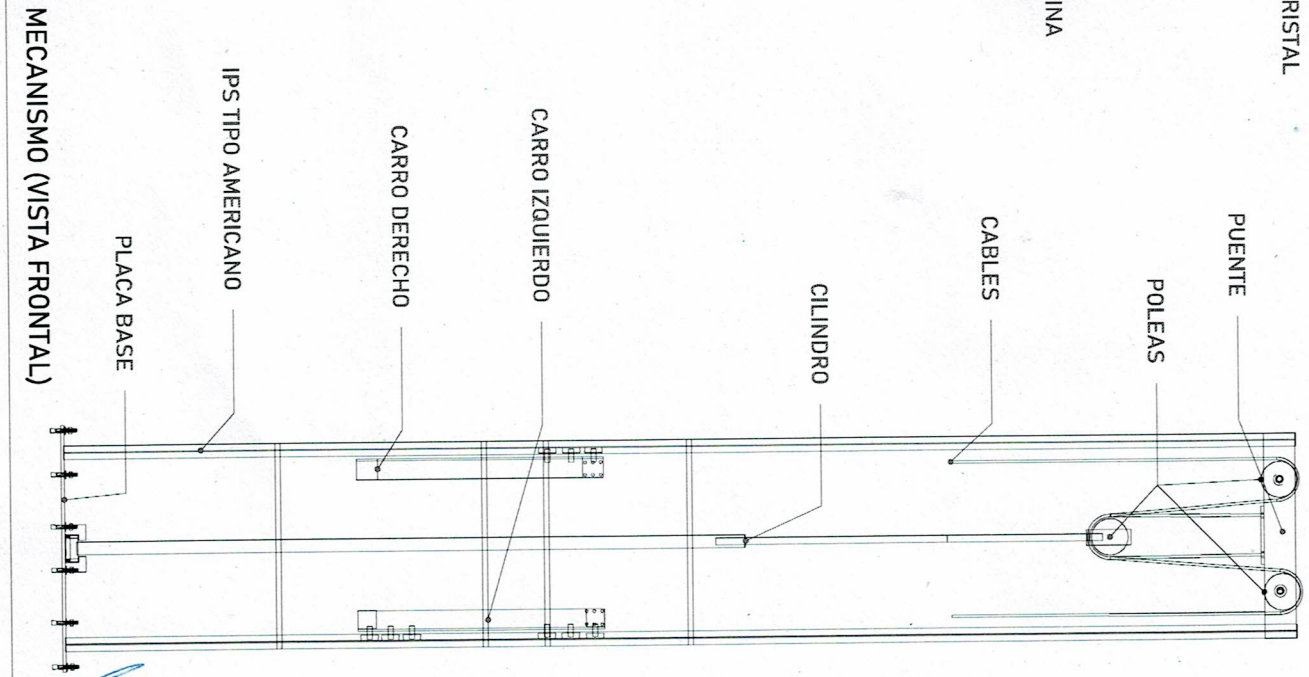 RISTAL
INA
PUENTE
POLEAS
CABLES
CILINDRO
CARRO IZQUIERDO
CARRO DERECHO
IPS TIPO AMERICANO
PLACA BASE
MECANISMO (VISTA FRONTAL)